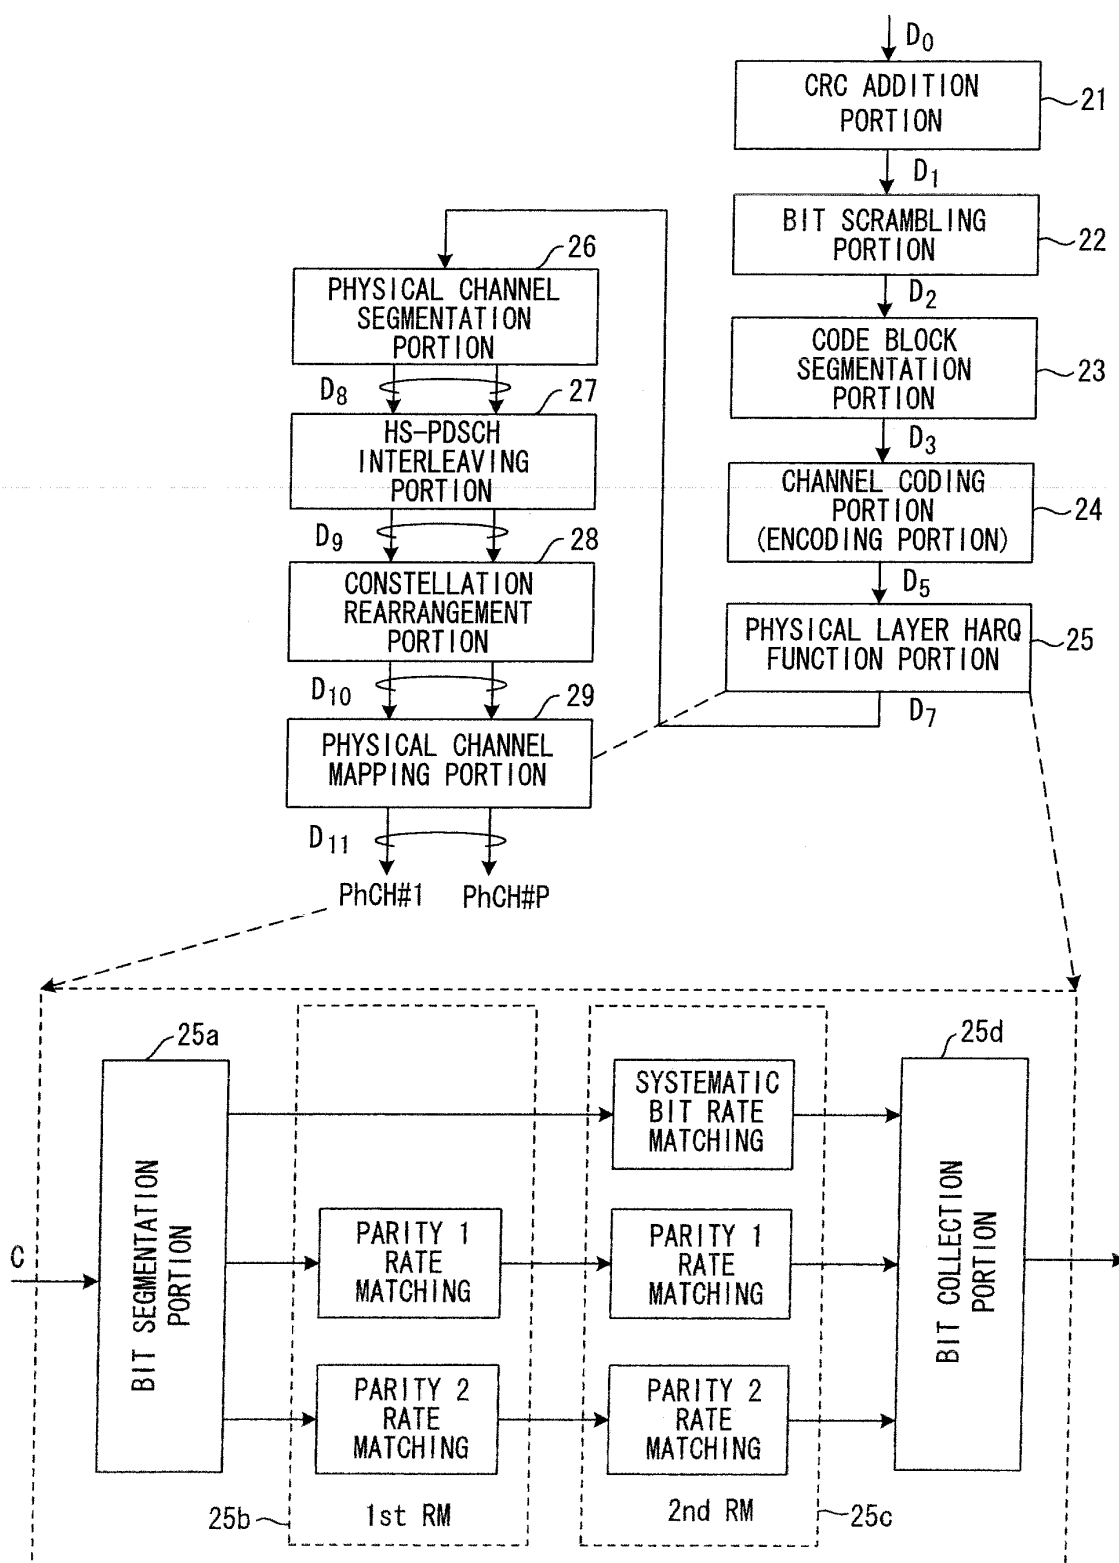 D0
CRC ADDITION
PORTION
21
D1
BIT SCRAMBLING
PORTION
22
D2
CODE BLOCK
SEGMENTATION
PORTION
23
D3
CHANNEL CODING
PORTION
(ENCODING PORTION)
24
D5
PHYSICAL LAYER HARQ
FUNCTION PORTION
25
D7
26
PHYSICAL CHANNEL
SEGMENTATION
PORTION
D8
27
HS-PDSCH
INTERLEAVING
PORTION
D9
28
CONSTELLATION
REARRANGEMENT
PORTION
D10
29
PHYSICAL CHANNEL
MAPPING PORTION
D11
PhCH#1 PhCH#P
C
25a
BIT SEGMENTATION
PORTION
PARITY 1
RATE
MATCHING
PARITY 2
RATE
MATCHING
25b
1st RM
SYSTEMATIC
BIT RATE
MATCHING
PARITY 1
RATE
MATCHING
PARITY 2
RATE
MATCHING
2nd RM
25c
25d
BIT COLLECTION
PORTION